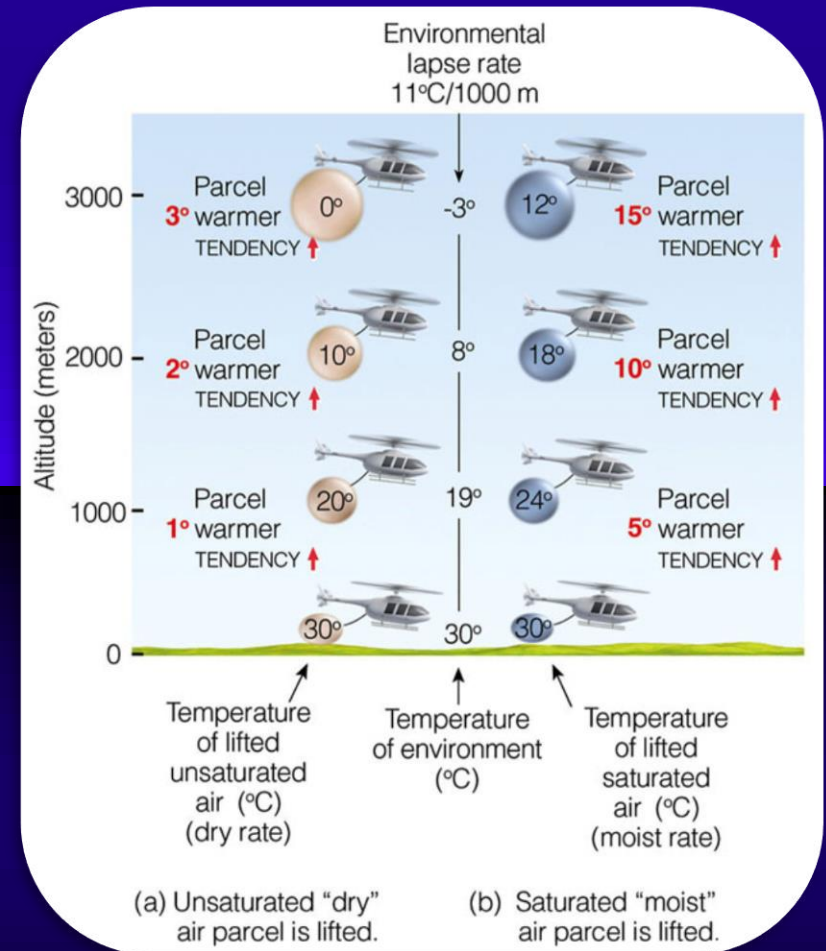 Environmental
lapse rate
11°C/1000 m
Altitude (meters)
3000
3° Parcel
warmer
TENDENCY
0°
-3°
12°
15° Parcel
warmer
TENDENCY
2000
2° Parcel
warmer
TENDENCY
10°
8°
18°
10° Parcel
warmer
TENDENCY
1000
1° Parcel
warmer
TENDENCY
20°
19°
24°
5° Parcel
warmer
TENDENCY
0
30°
30°
30°
Temperature
of lifted
unsaturated
air (°C)
(dry rate)
Temperature
of environment
(°C)
Temperature
of lifted
saturated
air (°C)
(moist rate)
(a) Unsaturated “dry”
air parcel is lifted.
(b) Saturated “moist”
air parcel is lifted.